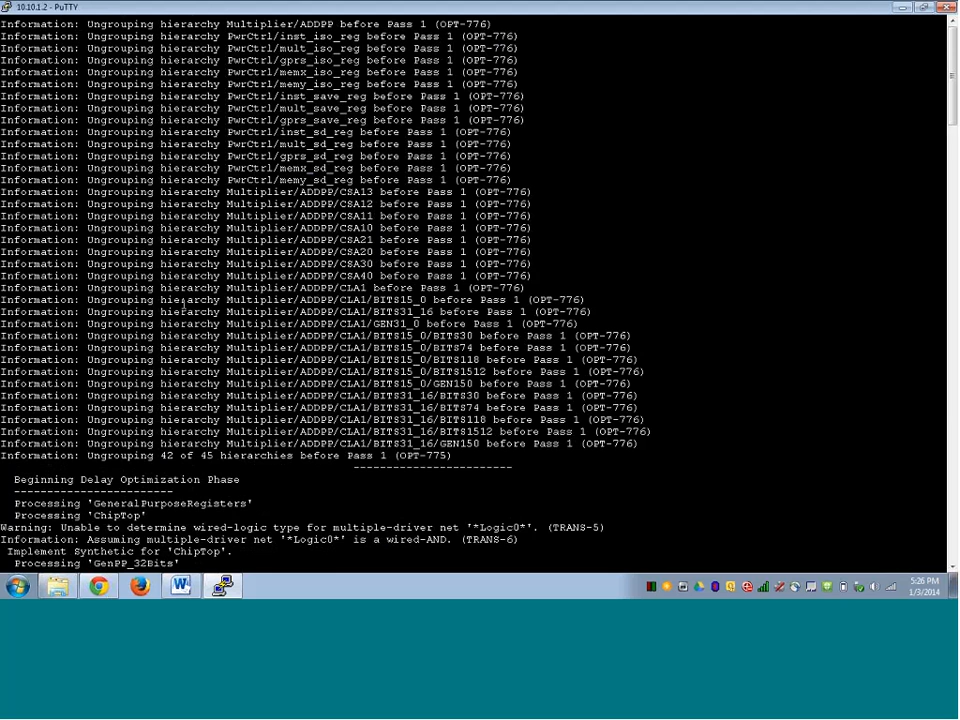 10.10.1.2 - PuTTY
Information: Ungrouping hierarchy Multiplier/ADDPP before Pass 1 (OPT-776)
Information: Ungrouping hierarchy PwrCtrl/inst_iso_reg before Pass 1 (OPT-776)
Information: Ungrouping hierarchy PwrCtrl/mult_iso_reg before Pass 1 (OPT-776)
Information: Ungrouping hierarchy PwrCtrl/gprs_iso_reg before Pass 1 (OPT-776)
Information: Ungrouping hierarchy PwrCtrl/memx_iso_reg before Pass 1 (OPT-776)
Information: Ungrouping hierarchy PwrCtrl/memy_iso_reg before Pass 1 (OPT-776)
Information: Ungrouping hierarchy PwrCtrl/inst_save_reg before Pass 1 (OPT-776)
Information: Ungrouping hierarchy PwrCtrl/mult_save_reg before Pass 1 (OPT-776)
Information: Ungrouping hierarchy PwrCtrl/gprs_save_reg before Pass 1 (OPT-776)
Information: Ungrouping hierarchy PwrCtrl/inst_sd_reg before Pass 1 (OPT-776)
Information: Ungrouping hierarchy PwrCtrl/mult_sd_reg before Pass 1 (OPT-776)
Information: Ungrouping hierarchy PwrCtrl/gprs_sd_reg before Pass 1 (OPT-776)
Information: Ungrouping hierarchy PwrCtrl/memx_sd_reg before Pass 1 (OPT-776)
Information: Ungrouping hierarchy PwrCtrl/memy_sd_reg before Pass 1 (OPT-776)
Information: Ungrouping hierarchy Multiplier/ADDPP/CSA13 before Pass 1 (OPT-776)
Information: Ungrouping hierarchy Multiplier/ADDPP/CSA12 before Pass 1 (OPT-776)
Information: Ungrouping hierarchy Multiplier/ADDPP/CSA11 before Pass 1 (OPT-776)
Information: Ungrouping hierarchy Multiplier/ADDPP/CSA10 before Pass 1 (OPT-776)
Information: Ungrouping hierarchy Multiplier/ADDPP/CSA21 before Pass 1 (OPT-776)
Information: Ungrouping hierarchy Multiplier/ADDPP/CSA20 before Pass 1 (OPT-776)
Information: Ungrouping hierarchy Multiplier/ADDPP/CSA30 before Pass 1 (OPT-776)
Information: Ungrouping hierarchy Multiplier/ADDPP/CSA40 before Pass 1 (OPT-776)
Information: Ungrouping hierarchy Multiplier/ADDPP/CLA1 before Pass 1 (OPT-776)
Information: Ungrouping hierarchy Multiplier/ADDPP/CLA1/BITS15_0 before Pass 1 (OPT-776)
Information: Ungrouping hierarchy Multiplier/ADDPP/CLA1/BITS31_16 before Pass 1 (OPT-776)
Information: Ungrouping hierarchy Multiplier/ADDPP/CLA1/GEN31_0 before Pass 1 (OPT-776)
Information: Ungrouping hierarchy Multiplier/ADDPP/CLA1/BITS15_0/BITS30 before Pass 1 (OPT-776)
Information: Ungrouping hierarchy Multiplier/ADDPP/CLA1/BITS15_0/BITS74 before Pass 1 (OPT-776)
Information: Ungrouping hierarchy Multiplier/ADDPP/CLA1/BITS15_0/BITS118 before Pass 1 (OPT-776)
Information: Ungrouping hierarchy Multiplier/ADDPP/CLA1/BITS15_0/BITS1512 before Pass 1 (OPT-776)
Information: Ungrouping hierarchy Multiplier/ADDPP/CLA1/BITS15_0/GEN150 before Pass 1 (OPT-776)
Information: Ungrouping hierarchy Multiplier/ADDPP/CLA1/BITS31_16/BITS30 before Pass 1 (OPT-776)
Information: Ungrouping hierarchy Multiplier/ADDPP/CLA1/BITS31_16/BITS74 before Pass 1 (OPT-776)
Information: Ungrouping hierarchy Multiplier/ADDPP/CLA1/BITS31_16/BITS118 before Pass 1 (OPT-776)
Information: Ungrouping hierarchy Multiplier/ADDPP/CLA1/BITS31_16/BITS1512 before Pass 1 (OPT-776)
Information: Ungrouping hierarchy Multiplier/ADDPP/CLA1/BITS31_16/GEN150 before Pass 1 (OPT-776)
Information: Ungrouping 42 of 45 hierarchies before Pass 1 (OPT-775)
------------------------
Beginning Delay Optimization Phase
------------------------
Processing 'GeneralPurposeRegisters'
Processing 'ChipTop'
Warning: Unable to determine wired-logic type for multiple-driver net '*Logic0*'. (TRANS-5)
Information: Assuming multiple-driver net '*Logic0*' is a wired-AND. (TRANS-6)
Implement Synthetic for 'ChipTop'.
Processing 'GenPP_32Bits'
5:26 PM
1/3/2014